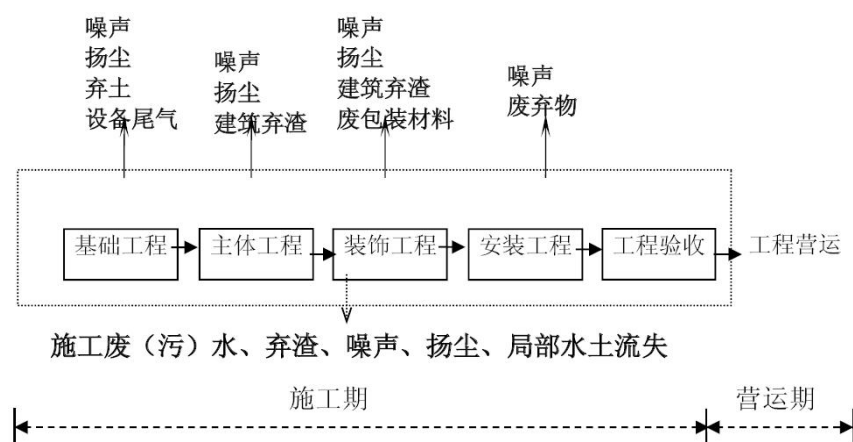 噪声
扬尘
弃土
设备尾气
噪声
扬尘
建筑弃渣
噪声
扬尘
建筑弃渣
废包装材料
噪声
废弃物
基础工程
主体工程
装饰工程
安装工程
工程验收
工程营运
施工废（污）水、弃渣、噪声、扬尘、局部水土流失
施工期
营运期